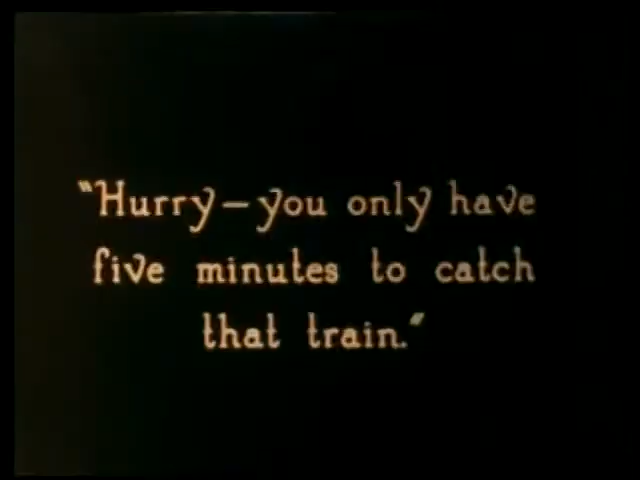 "Hurry—you only have
five minutes to catch
that train."